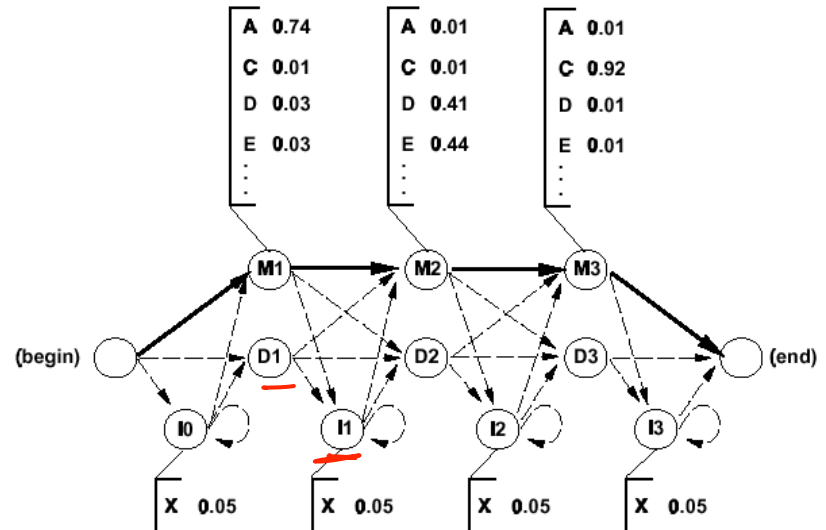 A 0.74 A 0.01 A 0.01
C 0.01 C 0.01 C 0.92
D 0.03 D 0.41 D 0.01
E 0.03 E 0.44 E 0.01
M1 M2 M3
(begin) D1 D2 D3 (end)
I0 I1 I2 I3
X 0.05 X 0.05 X 0.05 X 0.05